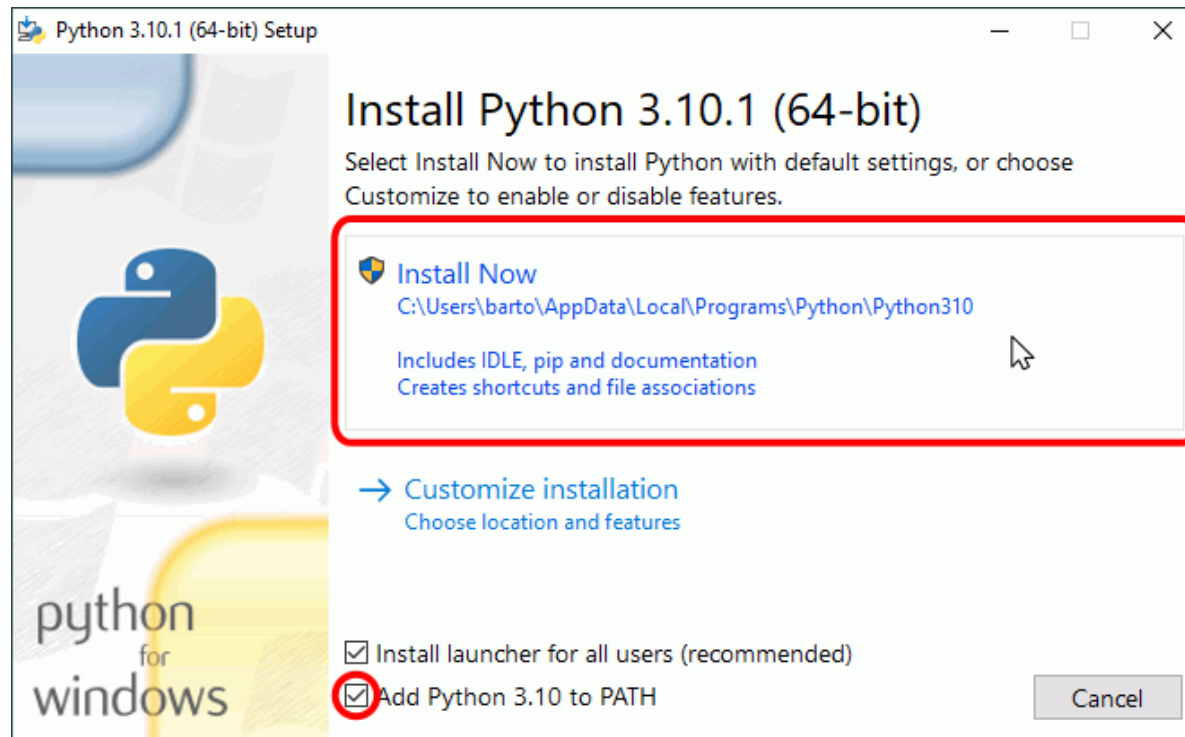 Python 3.10.1 (64-bit) Setup
Install Python 3.10.1 (64-bit)
Select Install Now to install Python with default settings, or choose
Customize to enable or disable features.
Install Now
C:\Users\barto\AppData\Local\Programs\Python\Python310
Includes IDLE, pip and documentation
Creates shortcuts and file associations
Customize installation
Choose location and features
python
for
windows
Install launcher for all users (recommended)
Add Python 3.10 to PATH
Cancel